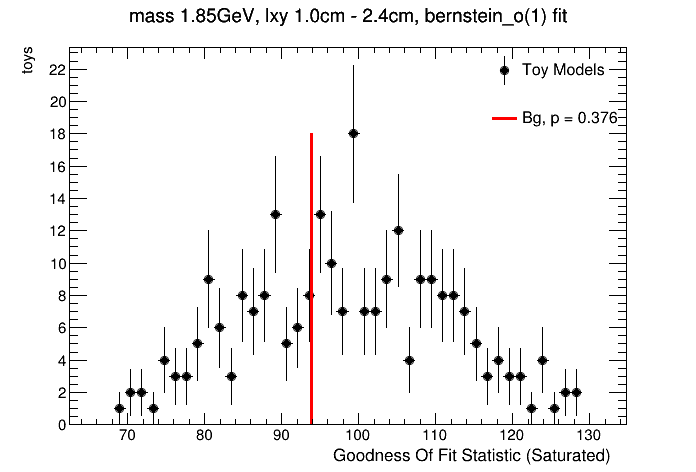 mass 1.85GeV, lxy 1.0cm - 2.4cm, bernstein_o(1) fit
toys
Toy Models
Bg, p = 0.376
22
20
18
16
14
12
10
8
6
4
2
0
70 80 90 100 110 120 130
Goodness Of Fit Statistic (Saturated)